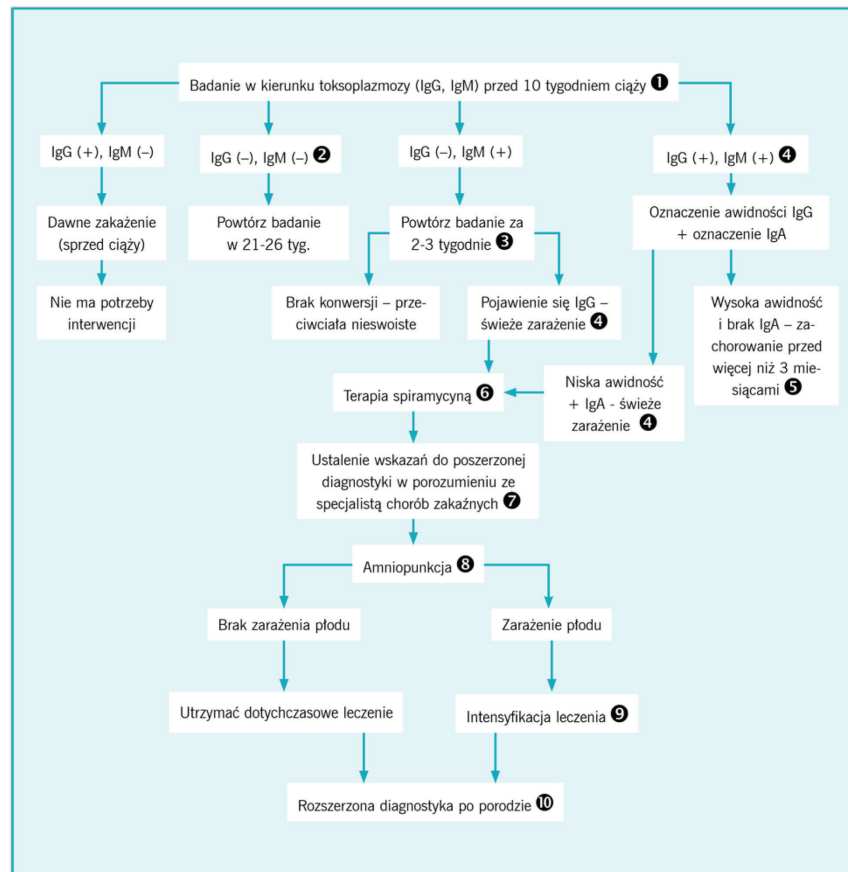 Badanie w kierunku toksoplazmozy (IgG, IgM) przed 10 tygodniem ciąży ❶
IgG (+), IgM (–)
IgG (–), IgM (–) ❷
IgG (–), IgM (+)
IgG (+), IgM (+) ❹
Dawne zakażenie
(sprzed ciąży)
Powtórz badanie
w 21-26 tyg.
Powtórz badanie za
2-3 tygodnie ❸
Oznaczenie awidności IgG
+ oznaczenie IgA
Nie ma potrzeby
interwencji
Brak konwersji – prze-
ciwciała nieswoiste
Pojawienie się IgG –
świeże zarażenie ❹
Wysoka awidność
i brak IgA – za-
chorowanie przed
więcej niż 3 mie-
siącami ❺
Niska awidność
+ IgA - świeże
zarażenie ❹
Terapia spiramycyną ❻
Ustalenie wskazań do poszerzonej
diagnostyki w porozumieniu ze
specjalistą chorób zakaźnych ❼
Amniopunkcja ❽
Brak zarażenia płodu
Zarażenie płodu
Utrzymać dotychczasowe leczenie
Intensyfikacja leczenia ❾
Rozszerzona diagnostyka po porodzie ❿